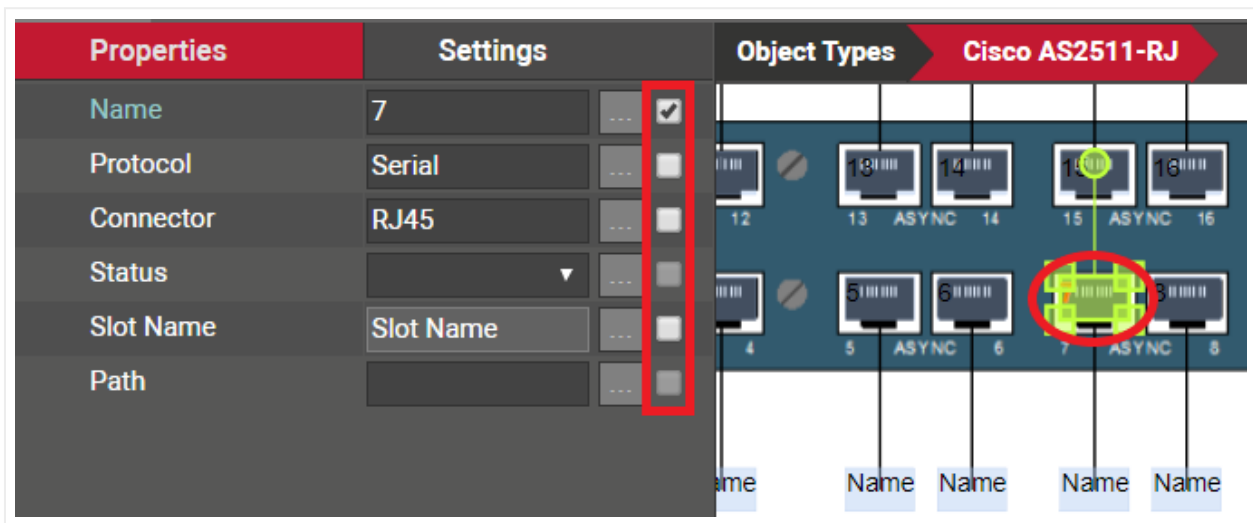 Properties Settings Object Types Cisco AS2511-RJ
Name 7 ...
Protocol Serial ...
Connector RJ45 ...
Status ▼ ...
Slot Name Slot Name ...
Path ...
13 14 15 16
12 13 ASYNC 14 15 ASYNC 16
5 6 7 8
4 5 ASYNC 6 7 ASYNC 8
me Name Name Name Name